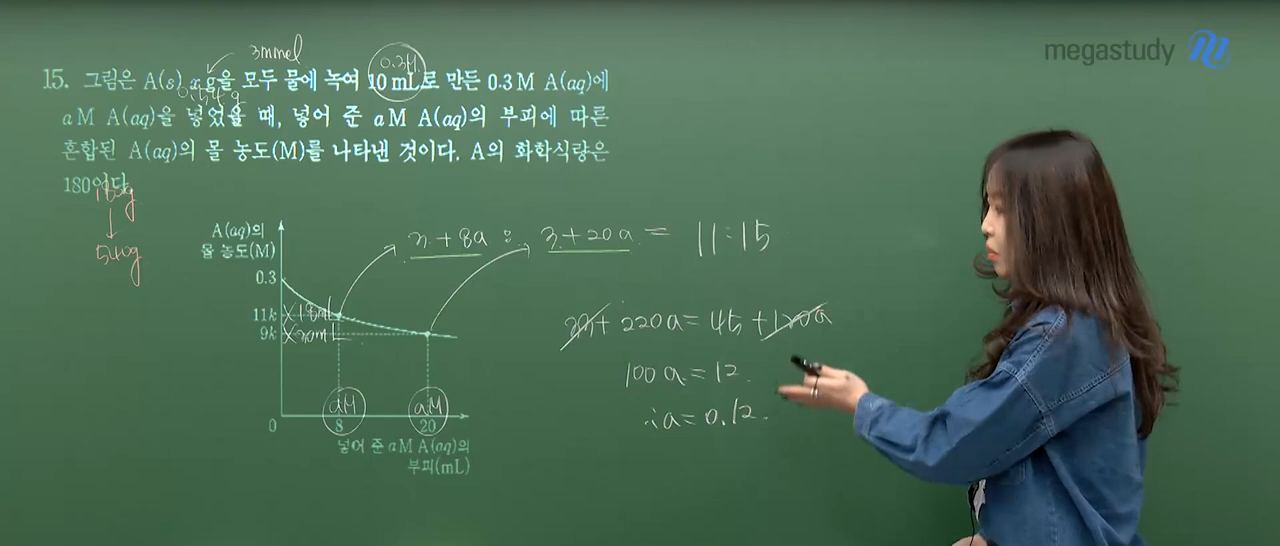 megastudy
3mmol
0.3M
15. 그림은 A(s) x g을 모두 물에 녹여 10 mL로 만든 0.3 M A(aq)에
a M A(aq)을 넣었을 때, 넣어 준 a M A(aq)의 부피에 따른
혼합된 A(aq)의 몰 농도(M)를 나타낸 것이다. A의 화학식량은
180이다.
180g
↓
540g
A(aq)의
몰 농도(M)
0.3
11k ×18mL
9k ×30mL
aM aM
0 8 20
넣어 준 a M A(aq)의
부피(mL)
3+8a : 3+20a = 11:15
220a = 45 +
100a = 12.
∴a = 0.12.